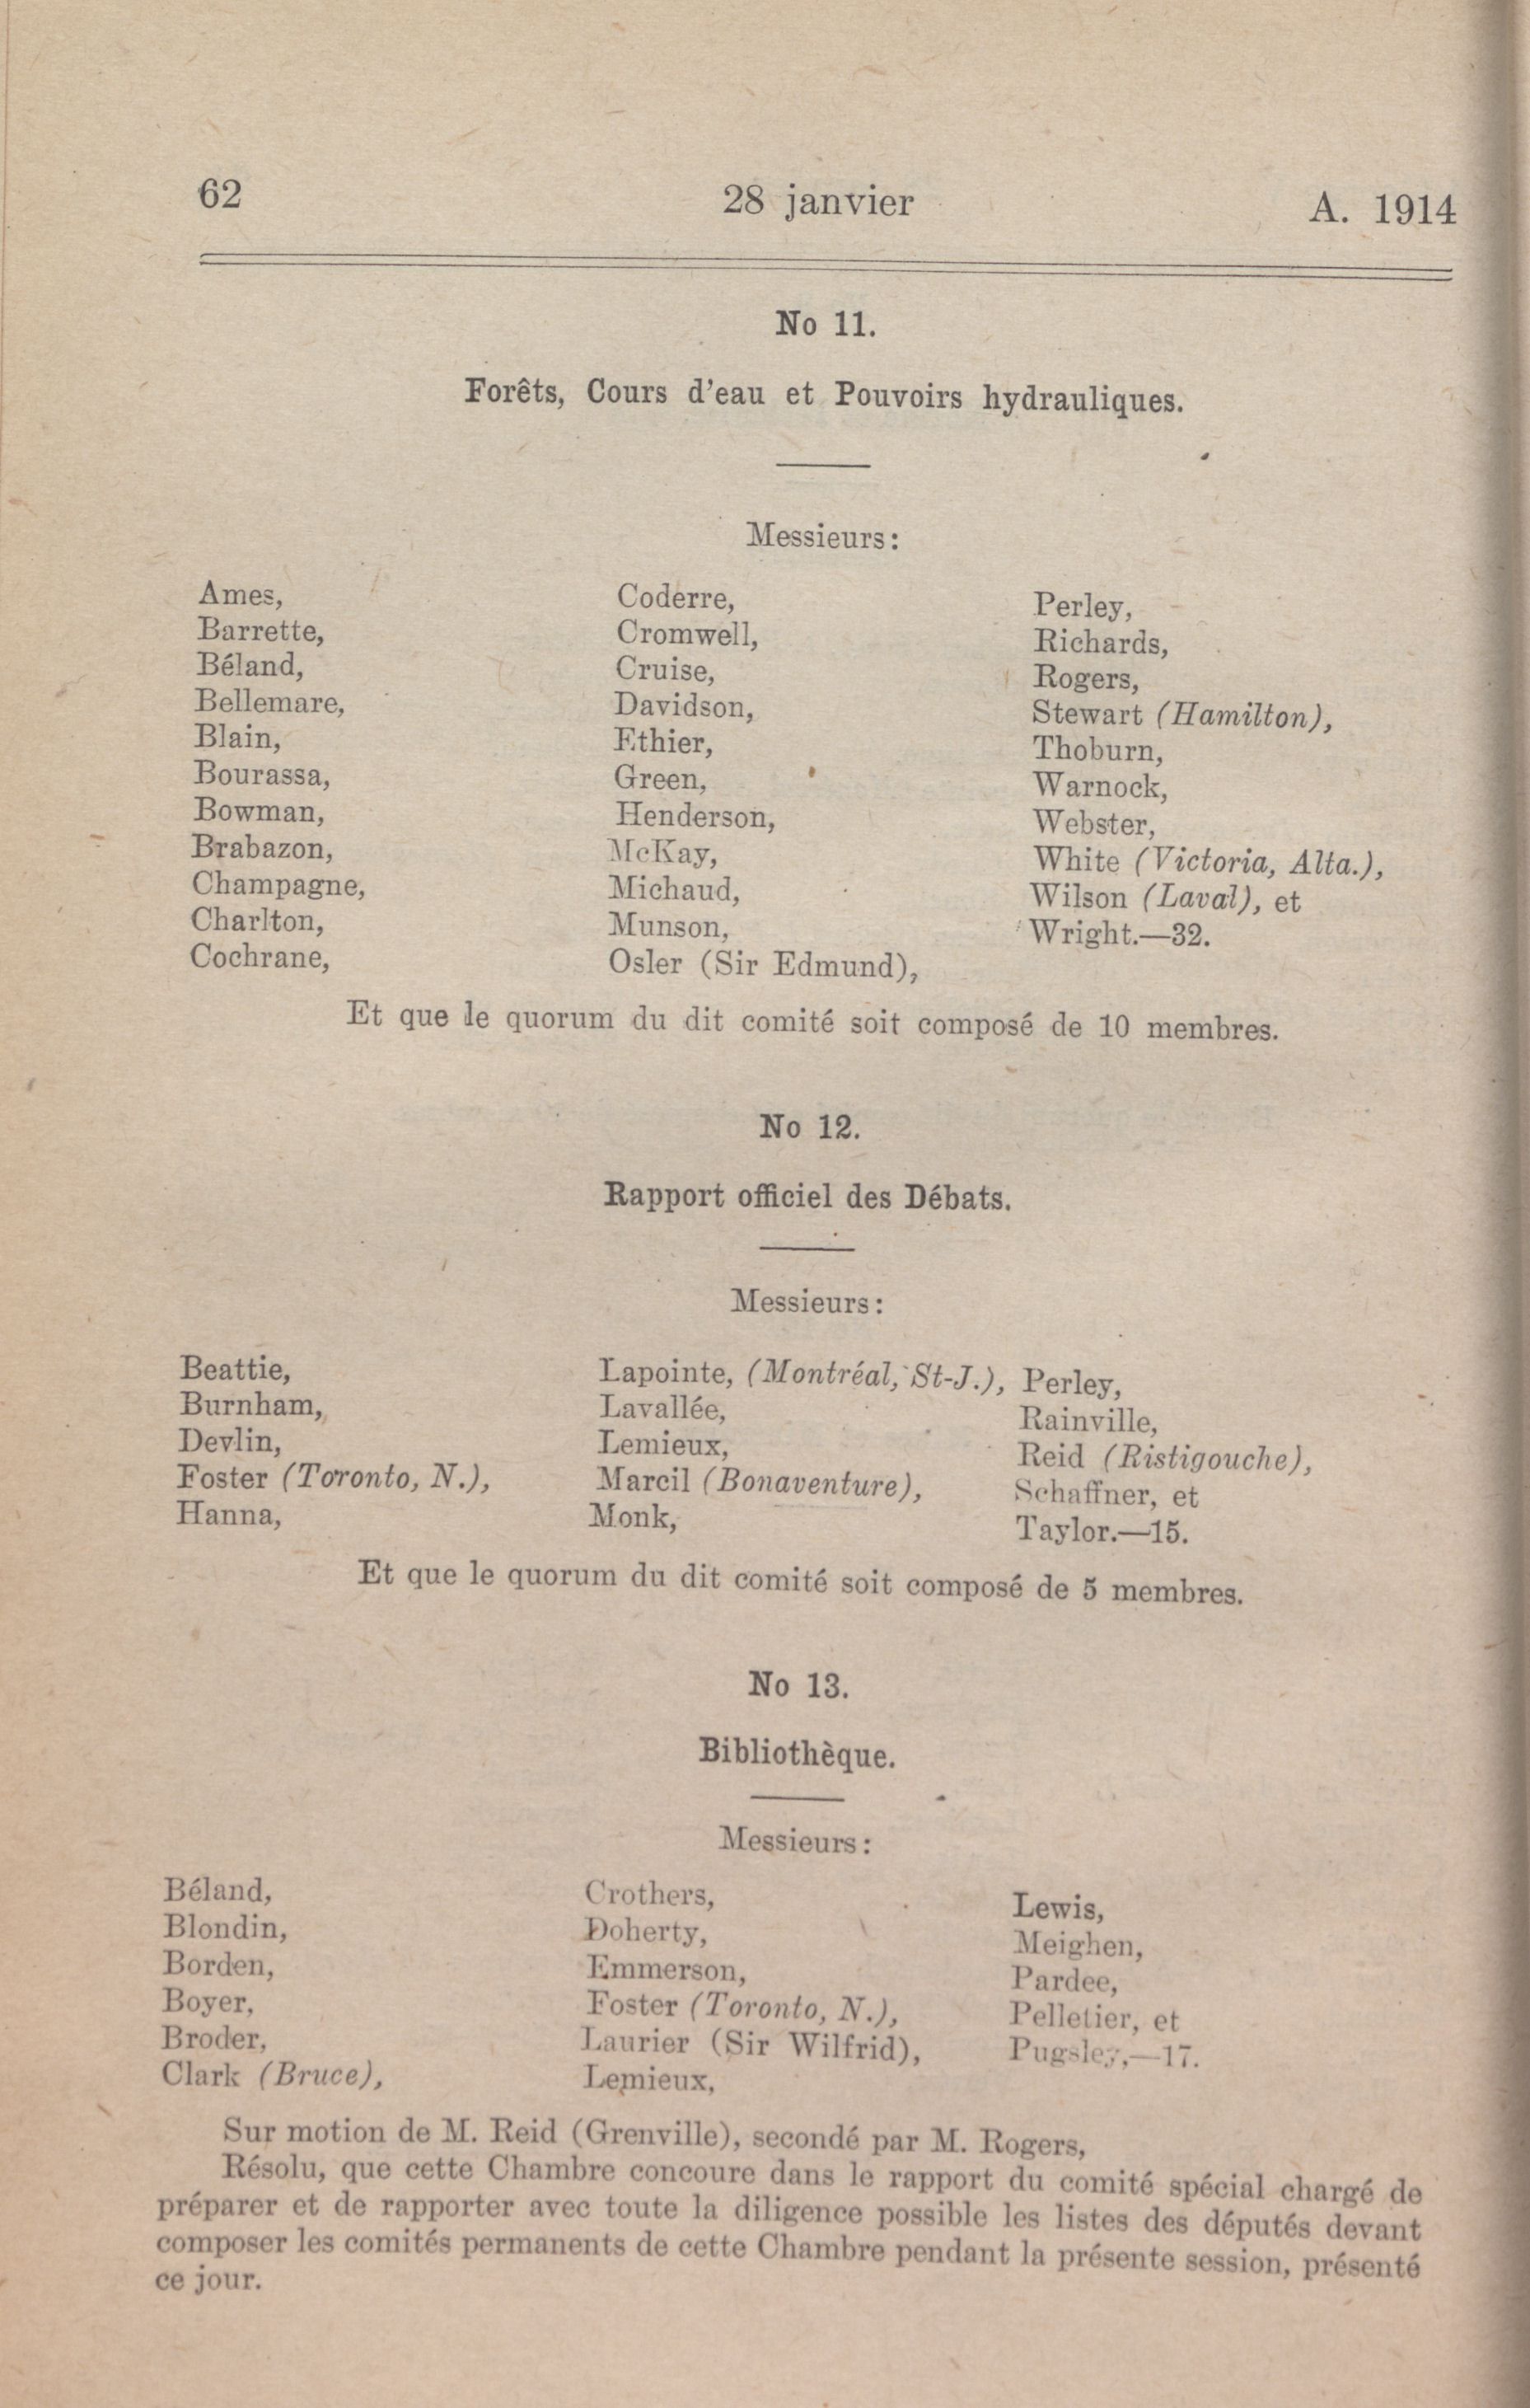 62 28 janvier A. 1914
No 11.
Forêts, Cours d'eau et Pouvoirs hydrauliques.
Messieurs:
Ames,
Barrette,
Béland,
Bellemare,
Blain,
Bourassa,
Bowman,
Brabazon,
Champagne,
Charlton,
Cochrane,
Coderre,
Cromwell,
Cruise,
Davidson,
Ethier,
Green,
Henderson,
McKay,
Michaud,
Munson,
Osler (Sir Edmund),
Perley,
Richards,
Rogers,
Stewart (Hamilton),
Thoburn,
Warnock,
Webster,
White (Victoria, Alta.),
Wilson (Laval), et
Wright.—32.
Et que le quorum du dit comité soit composé de 10 membres.
No 12.
Rapport officiel des Débats.
Messieurs:
Beattie,
Burnham,
Devlin,
Foster (Toronto, N.),
Hanna,
Lapointe, (Montréal, St-J.),
Lavallée,
Lemieux,
Marcil (Bonaventure),
Monk,
Perley,
Rainville,
Reid (Ristigouche),
Schaffner, et
Taylor.—15.
Et que le quorum du dit comité soit composé de 5 membres.
No 13.
Bibliothèque.
Messieurs:
Béland,
Blondin,
Borden,
Boyer,
Broder,
Clark (Bruce),
Crothers,
Doherty,
Emmerson,
Foster (Toronto, N.),
Laurier (Sir Wilfrid),
Lemieux,
Lewis,
Meighen,
Pardee,
Pelletier, et
Pugsley,—17.
Sur motion de M. Reid (Grenville), secondé par M. Rogers,
Résolu, que cette Chambre concoure dans le rapport du comité spécial chargé de
préparer et de rapporter avec toute la diligence possible les listes des députés devant
composer les comités permanents de cette Chambre pendant la présente session, présenté
ce jour.